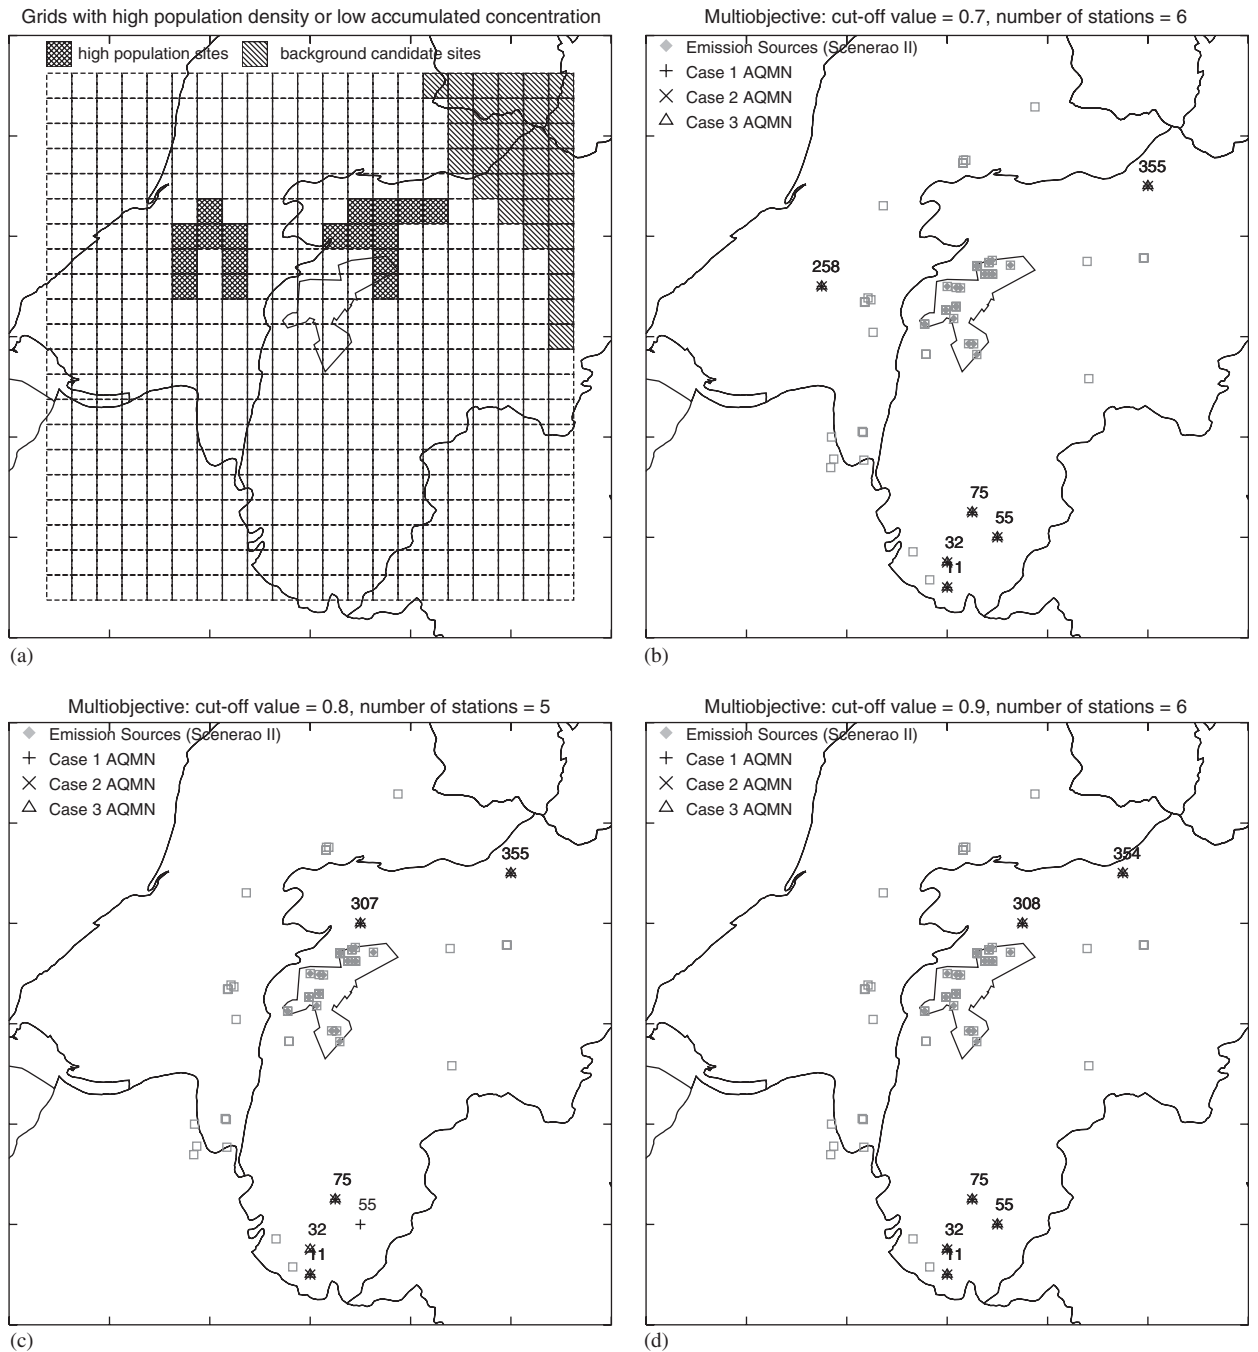 Grids with high population density or low accumulated concentration
high population sites
background candidate sites
(a)
Multiobjective: cut-off value = 0.7, number of stations = 6
Emission Sources (Scenerao II)
Case 1 AQMN
Case 2 AQMN
Case 3 AQMN
355
258
75
55
32
11
(b)
Multiobjective: cut-off value = 0.8, number of stations = 5
Emission Sources (Scenerao II)
Case 1 AQMN
Case 2 AQMN
Case 3 AQMN
355
307
75
55
32
11
(c)
Multiobjective: cut-off value = 0.9, number of stations = 6
Emission Sources (Scenerao II)
Case 1 AQMN
Case 2 AQMN
Case 3 AQMN
354
308
75
55
32
11
(d)